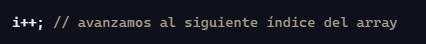 i++; // avanzamos al siguiente índice del array